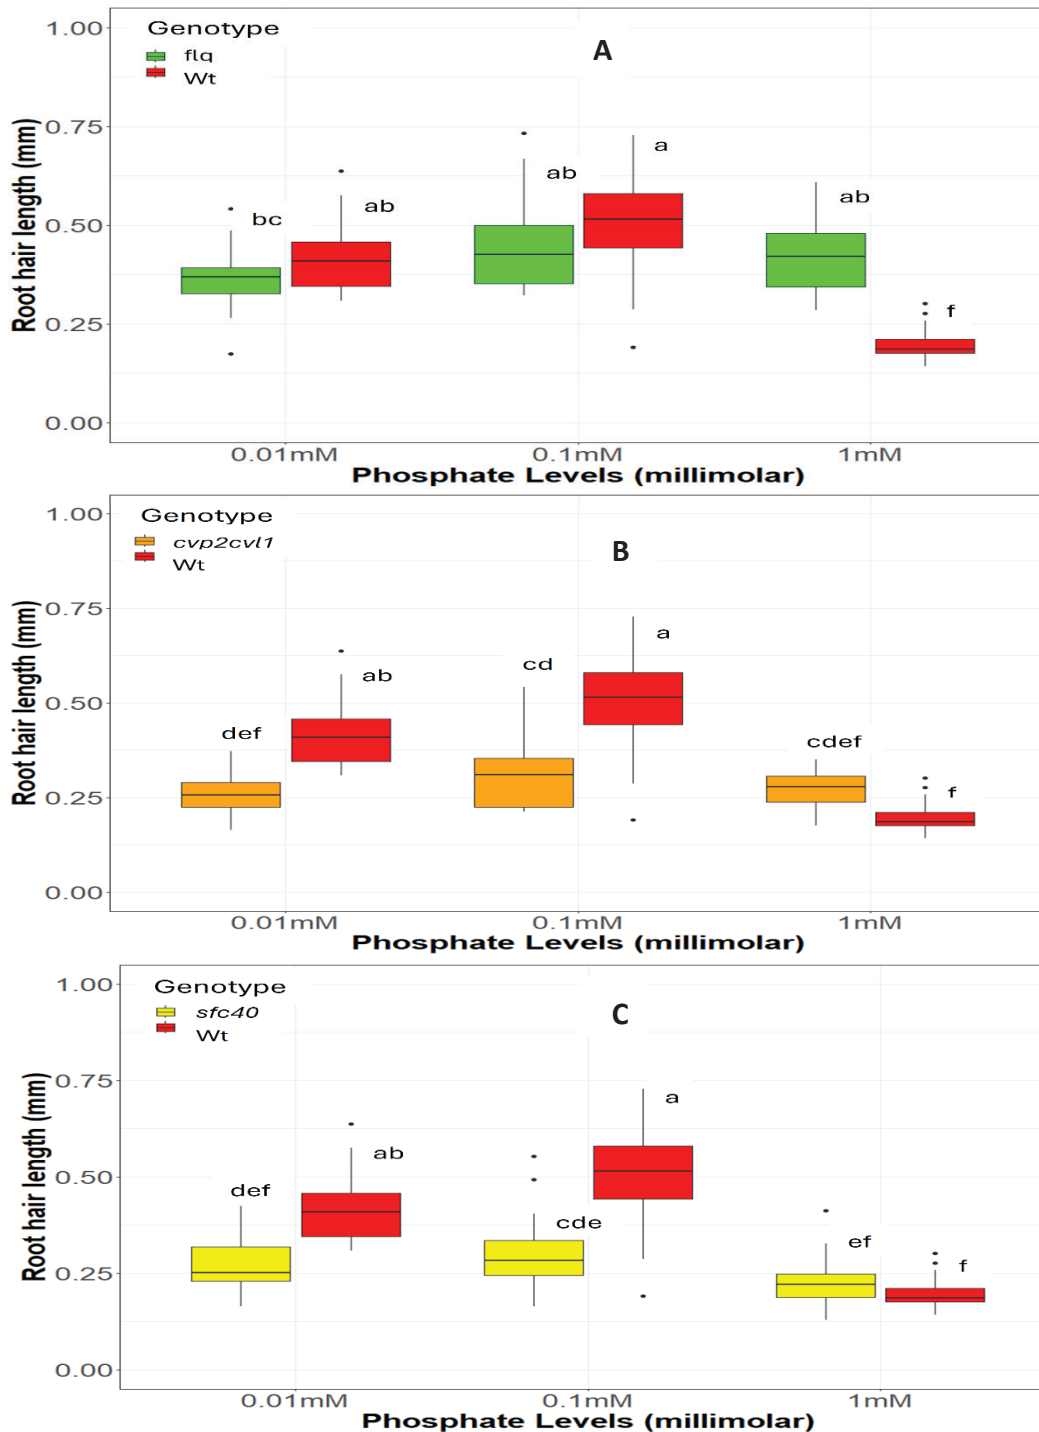 1.00
Genotype
flq
Wt
A
0.75
0.50
0.25
0.00
bc
ab
ab
a
ab
f
Root hair length (mm)
0.01mM
0.1mM
1mM
Phosphate Levels (millimolar)
1.00
Genotype
cvp2cvl1
Wt
B
0.75
0.50
0.25
0.00
def
ab
cd
a
cdef
f
Root hair length (mm)
0.01mM
0.1mM
1mM
Phosphate Levels (millimolar)
1.00
Genotype
sfc40
Wt
C
0.75
0.50
0.25
0.00
def
ab
cde
a
ef
f
Root hair length (mm)
0.01mM
0.1mM
1mM
Phosphate Levels (millimolar)